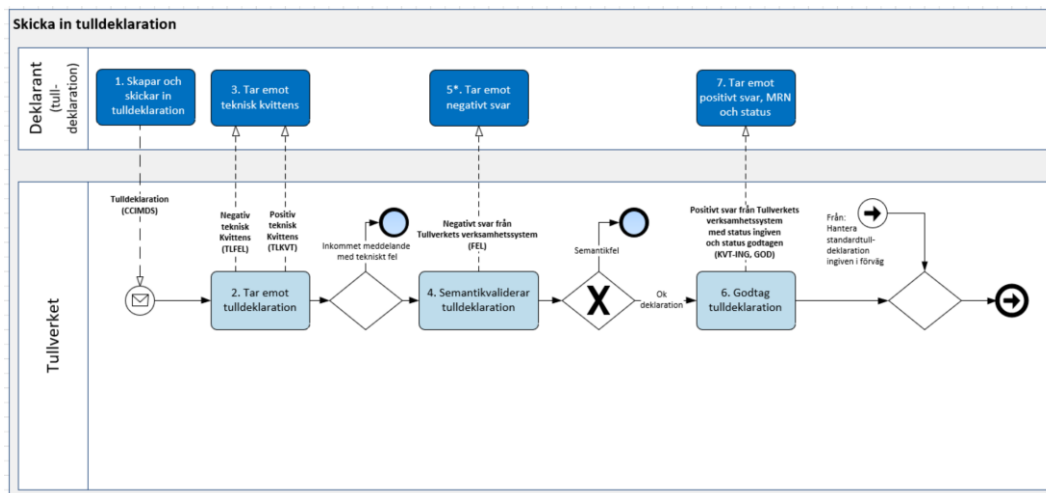 Skicka in tulldeklaration
Deklarant
(tull-
deklaration)
1. Skapar och
skickar in
tulldeklaration
3. Tar emot
teknisk kvittens
5*. Tar emot
negativt svar
7. Tar emot
positivt svar, MRN
och status
Tullverket
Tulldeklaration
(CCIMDS)
Negativ
teknisk
Kvittens
(TLFEL)
Positiv
teknisk
Kvittens
(TLKVT)
Inkommet meddelande
med tekniskt fel
Negativt svar från
Tullverkets verksamhetssystem
(FEL)
Semantikfel
Positivt svar från Tullverkets
verksamhetssystem
med status ingiven
och status godtagen
(KVT-ING, GOD)
Från:
Hantera
standardtull-
deklaration
ingiven i förväg
2. Tar emot
tulldeklaration
4. Semantikvaliderar
tulldeklaration
X
Ok
deklaration
6. Godtag
tulldeklaration